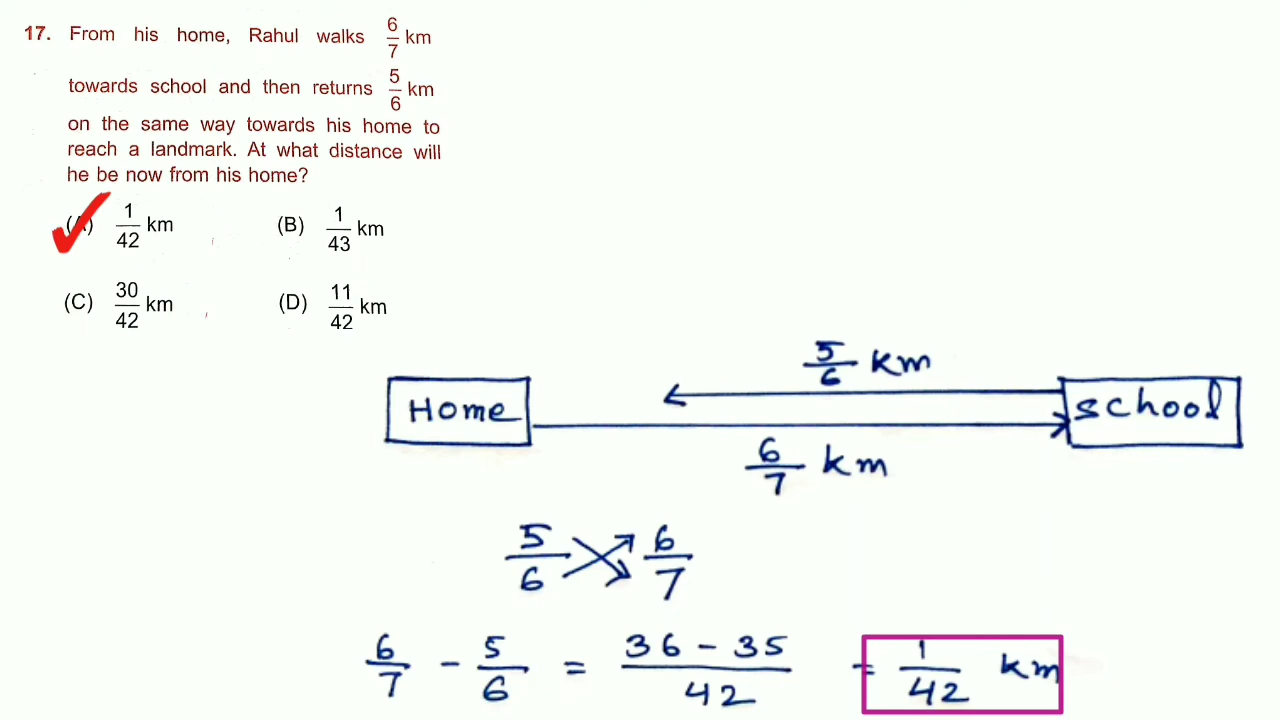 17. From his home, Rahul walks 6/7 km
towards school and then returns 5/6 km
on the same way towards his home to
reach a landmark. At what distance will
he be now from his home?
(A) 1/42 km (B) 1/43 km
(C) 30/42 km (D) 11/42 km
5/6 km
Home school
6/7 km
5/6 6/7
6/7 - 5/6 = 36 - 35/42 = 1/42 km